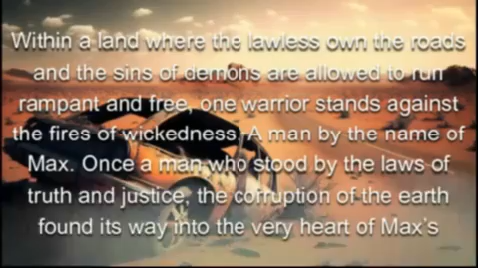 Within a land where the lawless own the roads
and the sins of demons are allowed to run
rampant and free, one warrior stands against
the fires of wickedness. A man by the name of
Max. Once a man who stood by the laws of
truth and justice, the corruption of the earth
found its way into the very heart of Max's